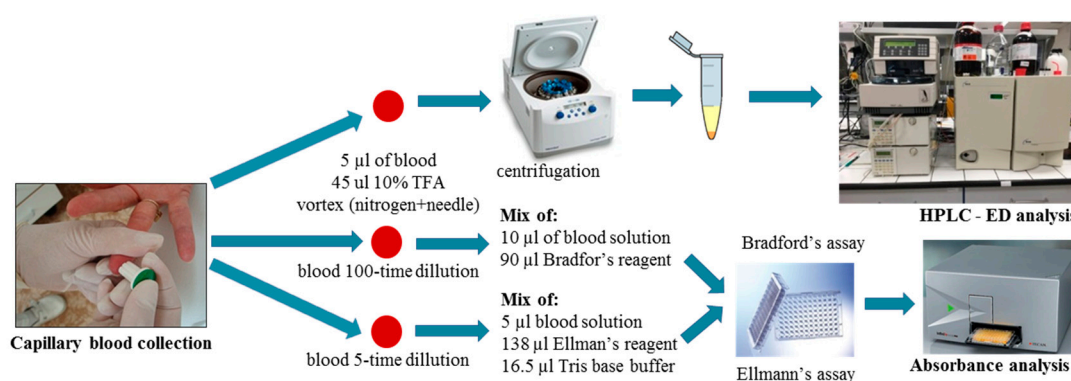 5 µl of blood
45 ul 10% TFA
vortex (nitrogen+needle)
centrifugation
HPLC - ED analysis
Mix of:
10 µl of blood solution
90 µl Bradfor's reagent
Bradford's assay
blood 100-time dillution
Mix of:
5 µl blood solution
138 µl Ellman's reagent
16.5 µl Tris base buffer
Capillary blood collection
blood 5-time dillution
Ellmann's assay
Absorbance analysis